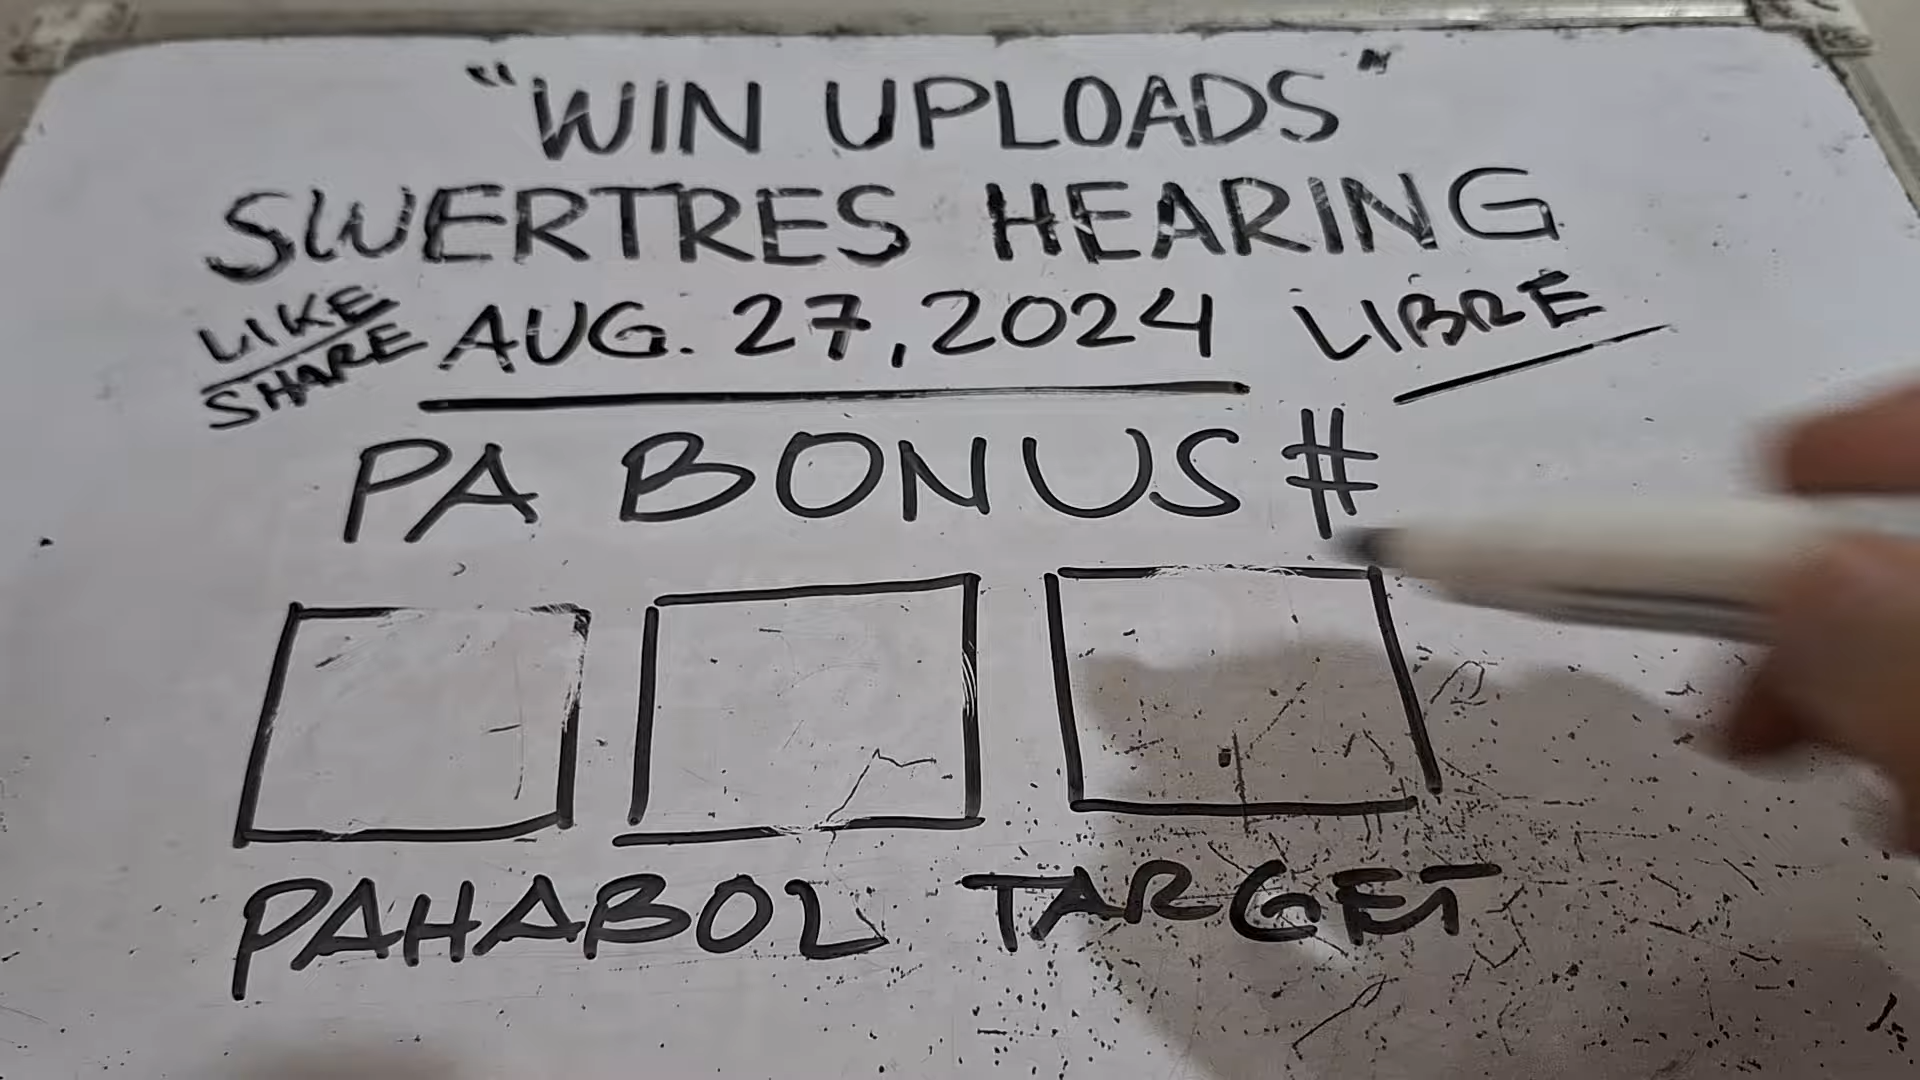 "WIN UPLOADS"
SWERTRES HEARING
LIKE
SHARE
AUG. 27, 2024
LIBRE
PA BONUS #
PAHABOL TARGET